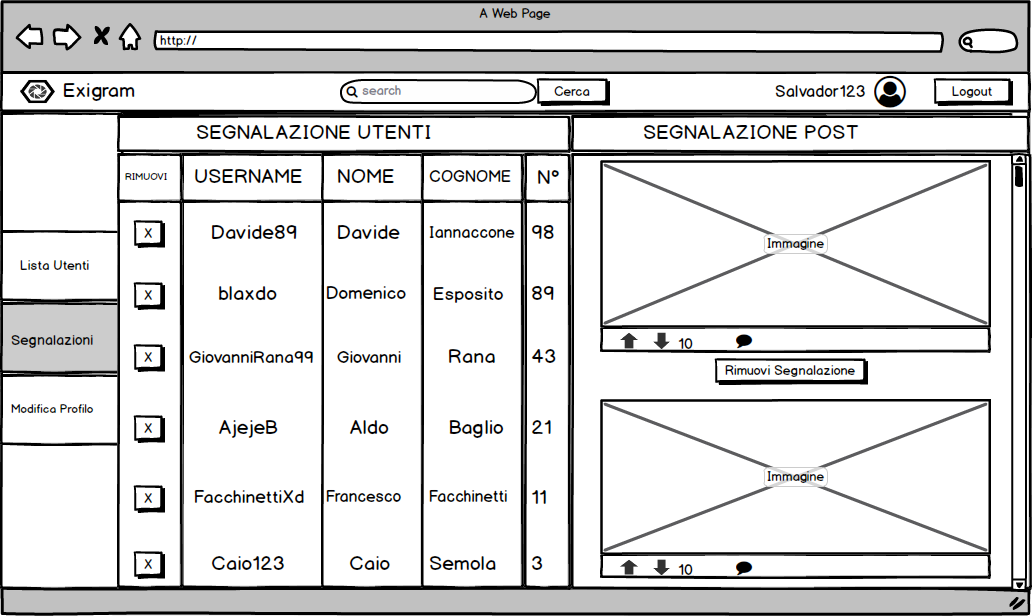 A Web Page
http://
Exigram
search
Cerca
Salvador123
Logout
SEGNALAZIONE UTENTI
SEGNALAZIONE POST
Lista Utenti
Segnalazioni
Modifica Profilo
RIMUOVI USERNAME NOME COGNOME N°
X Davide89 Davide Iannaccone 98
X blaxdo Domenico Esposito 89
X GiovanniRana99 Giovanni Rana 43
X AjejeB Aldo Baglio 21
X FacchinettiXd Francesco Facchinetti 11
X Caio123 Caio Semola 3
Immagine
10
Rimuovi Segnalazione
Immagine
10